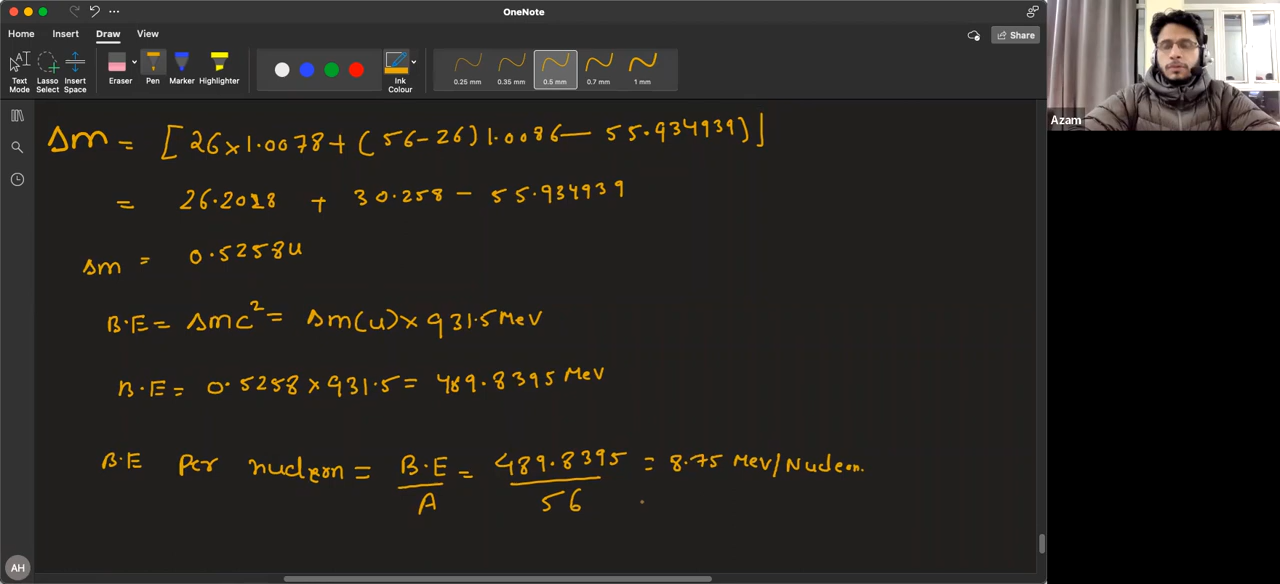 OneNote
Home Insert Draw View
Share
Text Mode
Lasso Select
Insert Space
Eraser
Pen
Marker
Highlighter
Ink Colour
0.25 mm
0.35 mm
0.5 mm
0.7 mm
1 mm
Azam
Δm = [26×1.0078+(56-26)1.0086—55.934939)]
= 26.2028 + 30.258 - 55.934939
Δm = 0.5258u
B.E = Δmc² = Δm(u)×931.5 MeV
B.E = 0.5258×931.5 = 489.8395 MeV
B.E Per nucleon = B.E/A = 489.8395/56 = 8.75 MeV/Nucleon.
AH